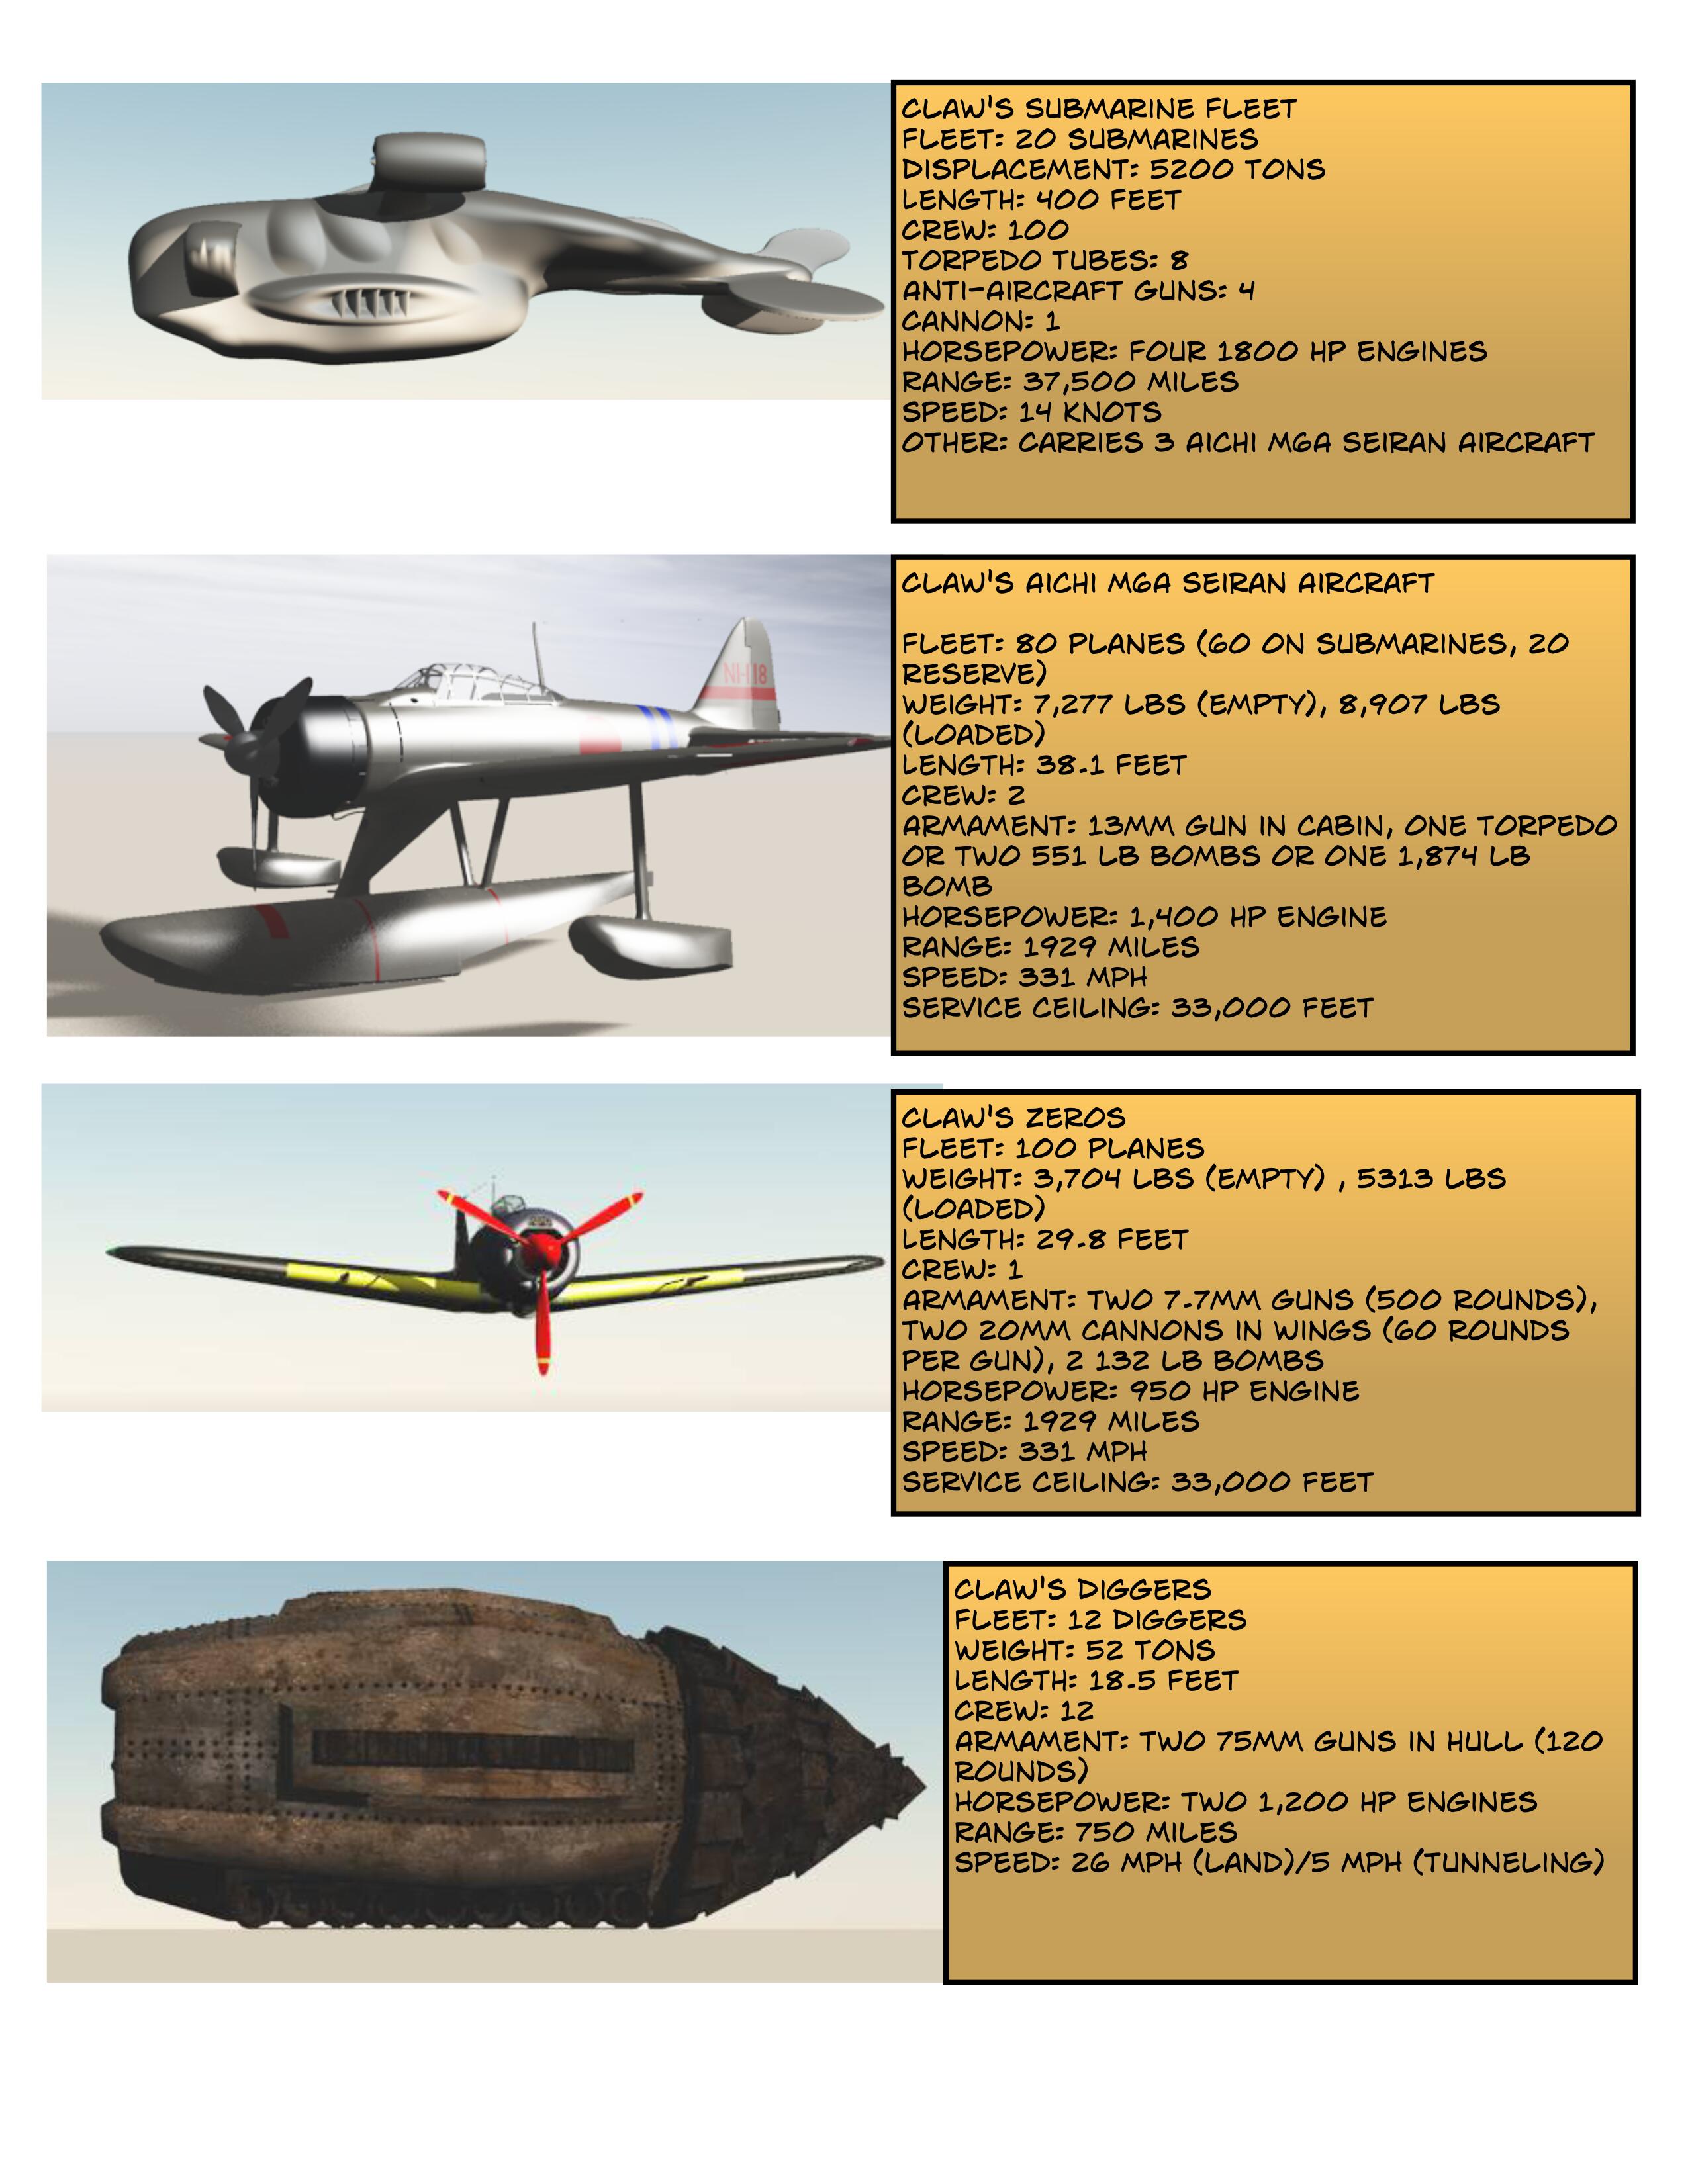 CLAW'S SUBMARINE FLEET
FLEET: 20 SUBMARINES
DISPLACEMENT: 5200 TONS
LENGTH: 400 FEET
CREW: 100
TORPEDO TUBES: 8
ANTI-AIRCRAFT GUNS: 4
CANNON: 1
HORSEPOWER: FOUR 1800 HP ENGINES
RANGE: 37,500 MILES
SPEED: 14 KNOTS
OTHER: CARRIES 3 AICHI M6A SEIRAN AIRCRAFT
NH 18
CLAW'S AICHI M6A SEIRAN AIRCRAFT
FLEET: 80 PLANES (60 ON SUBMARINES, 20
RESERVE)
WEIGHT: 7,277 LBS (EMPTY), 8,907 LBS
(LOADED)
LENGTH: 38.1 FEET
CREW: 2
ARMAMENT: 13MM GUN IN CABIN, ONE TORPEDO
OR TWO 551 LB BOMBS OR ONE 1,874 LB
BOMB
HORSEPOWER: 1,400 HP ENGINE
RANGE: 1929 MILES
SPEED: 331 MPH
SERVICE CEILING: 33,000 FEET
CLAW'S ZEROS
FLEET: 100 PLANES
WEIGHT: 3,704 LBS (EMPTY) , 5313 LBS
(LOADED)
LENGTH: 29.8 FEET
CREW: 1
ARMAMENT: TWO 7.7MM GUNS (500 ROUNDS),
TWO 20MM CANNONS IN WINGS (60 ROUNDS
PER GUN), 2 132 LB BOMBS
HORSEPOWER: 950 HP ENGINE
RANGE: 1929 MILES
SPEED: 331 MPH
SERVICE CEILING: 33,000 FEET
CLAW'S DIGGERS
FLEET: 12 DIGGERS
WEIGHT: 52 TONS
LENGTH: 18.5 FEET
CREW: 12
ARMAMENT: TWO 75MM GUNS IN HULL (120
ROUNDS)
HORSEPOWER: TWO 1,200 HP ENGINES
RANGE: 750 MILES
SPEED: 26 MPH (LAND)/5 MPH (TUNNELING)